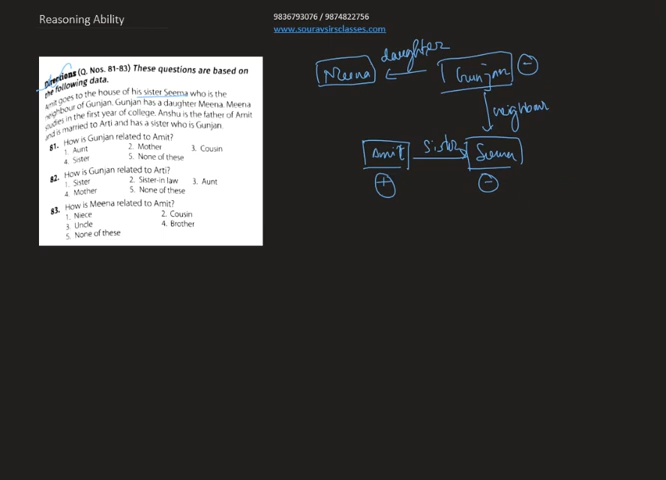 Reasoning Ability
9836793076 / 9874822756
www.souravsirsclasses.com
Directions (Q. Nos. 81-83) These questions are based on
the following data.
Amit goes to the house of his sister Seema who is the
neighbour of Gunjan. Gunjan has a daughter Meena. Meena
studies in the first year of college. Anshu is the father of Amit
and is married to Arti and has a sister who is Gunjan.
81. How is Gunjan related to Amit?
1. Aunt 2. Mother 3. Cousin
4. Sister 5. None of these
82. How is Gunjan related to Arti?
1. Sister 2. Sister-in law 3. Aunt
4. Mother 5. None of these
83. How is Meena related to Amit?
1. Niece 2. Cousin
3. Uncle 4. Brother
5. None of these
Meena daughter Gunjan -
neighbour
Amit sister Seema
+ -